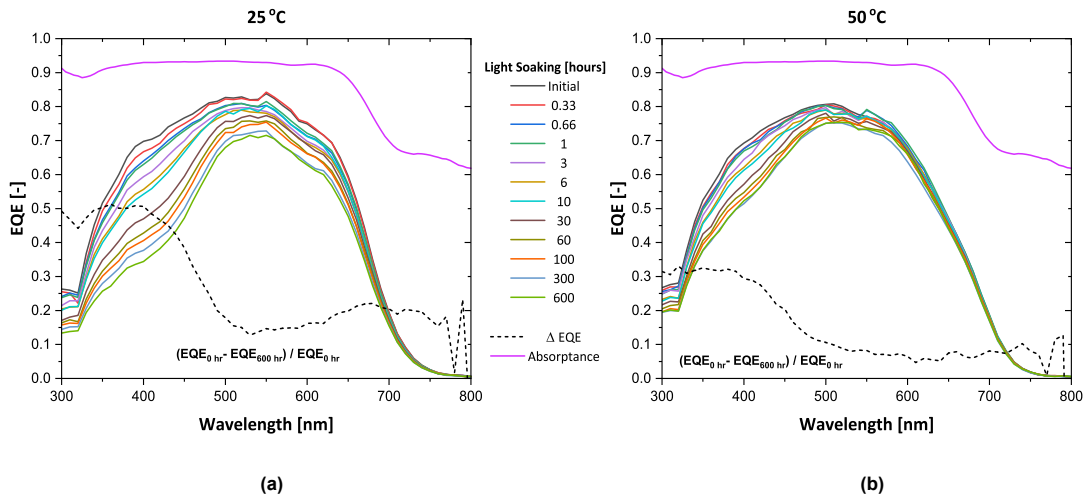 25 °C
1.0
0.9
0.8
0.7
0.6
0.5
0.4
0.3
0.2
0.1
0.0
EQE [-]
300 400 500 600 700 800
Wavelength [nm]
(EQE0 hr- EQE600 hr) / EQE0 hr
(a)
Light Soaking [hours]
Initial
0.33
0.66
1
3
6
10
30
60
100
300
600
Δ EQE
Absorptance
50 °C
1.0
0.9
0.8
0.7
0.6
0.5
0.4
0.3
0.2
0.1
0.0
EQE [-]
300 400 500 600 700 800
Wavelength [nm]
(EQE0 hr- EQE600 hr) / EQE0 hr
(b)